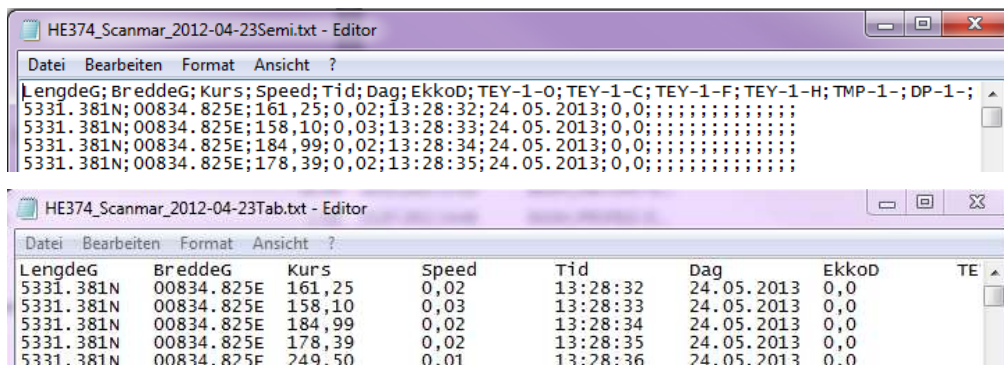 HE374_Scanmar_2012-04-23Semi.txt - Editor
Datei Bearbeiten Format Ansicht ?
LengdeG;BreddeG;Kurs;Speed;Tid;Dag;EkkoD;TEY-1-O;TEY-1-C;TEY-1-F;TEY-1-H;TMP-1-;DP-1-;
5331.381N;00834.825E;161,25;0,02;13:28:32;24.05.2013;0,0;;;;;;;;;;;;;;
5331.381N;00834.825E;158,10;0,03;13:28:33;24.05.2013;0,0;;;;;;;;;;;;;;
5331.381N;00834.825E;184,99;0,02;13:28:34;24.05.2013;0,0;;;;;;;;;;;;;;
5331.381N;00834.825E;178,39;0,02;13:28:35;24.05.2013;0,0;;;;;;;;;;;;;;
HE374_Scanmar_2012-04-23Tab.txt - Editor
Datei Bearbeiten Format Ansicht ?
LengdeG BreddeG Kurs Speed Tid Dag EkkoD TE
5331.381N 00834.825E 161,25 0,02 13:28:32 24.05.2013 0,0
5331.381N 00834.825E 158,10 0,03 13:28:33 24.05.2013 0,0
5331.381N 00834.825E 184,99 0,02 13:28:34 24.05.2013 0,0
5331.381N 00834.825E 178,39 0,02 13:28:35 24.05.2013 0,0
5331.381N 00834.825E 249,50 0,01 13:28:36 24.05.2013 0,0